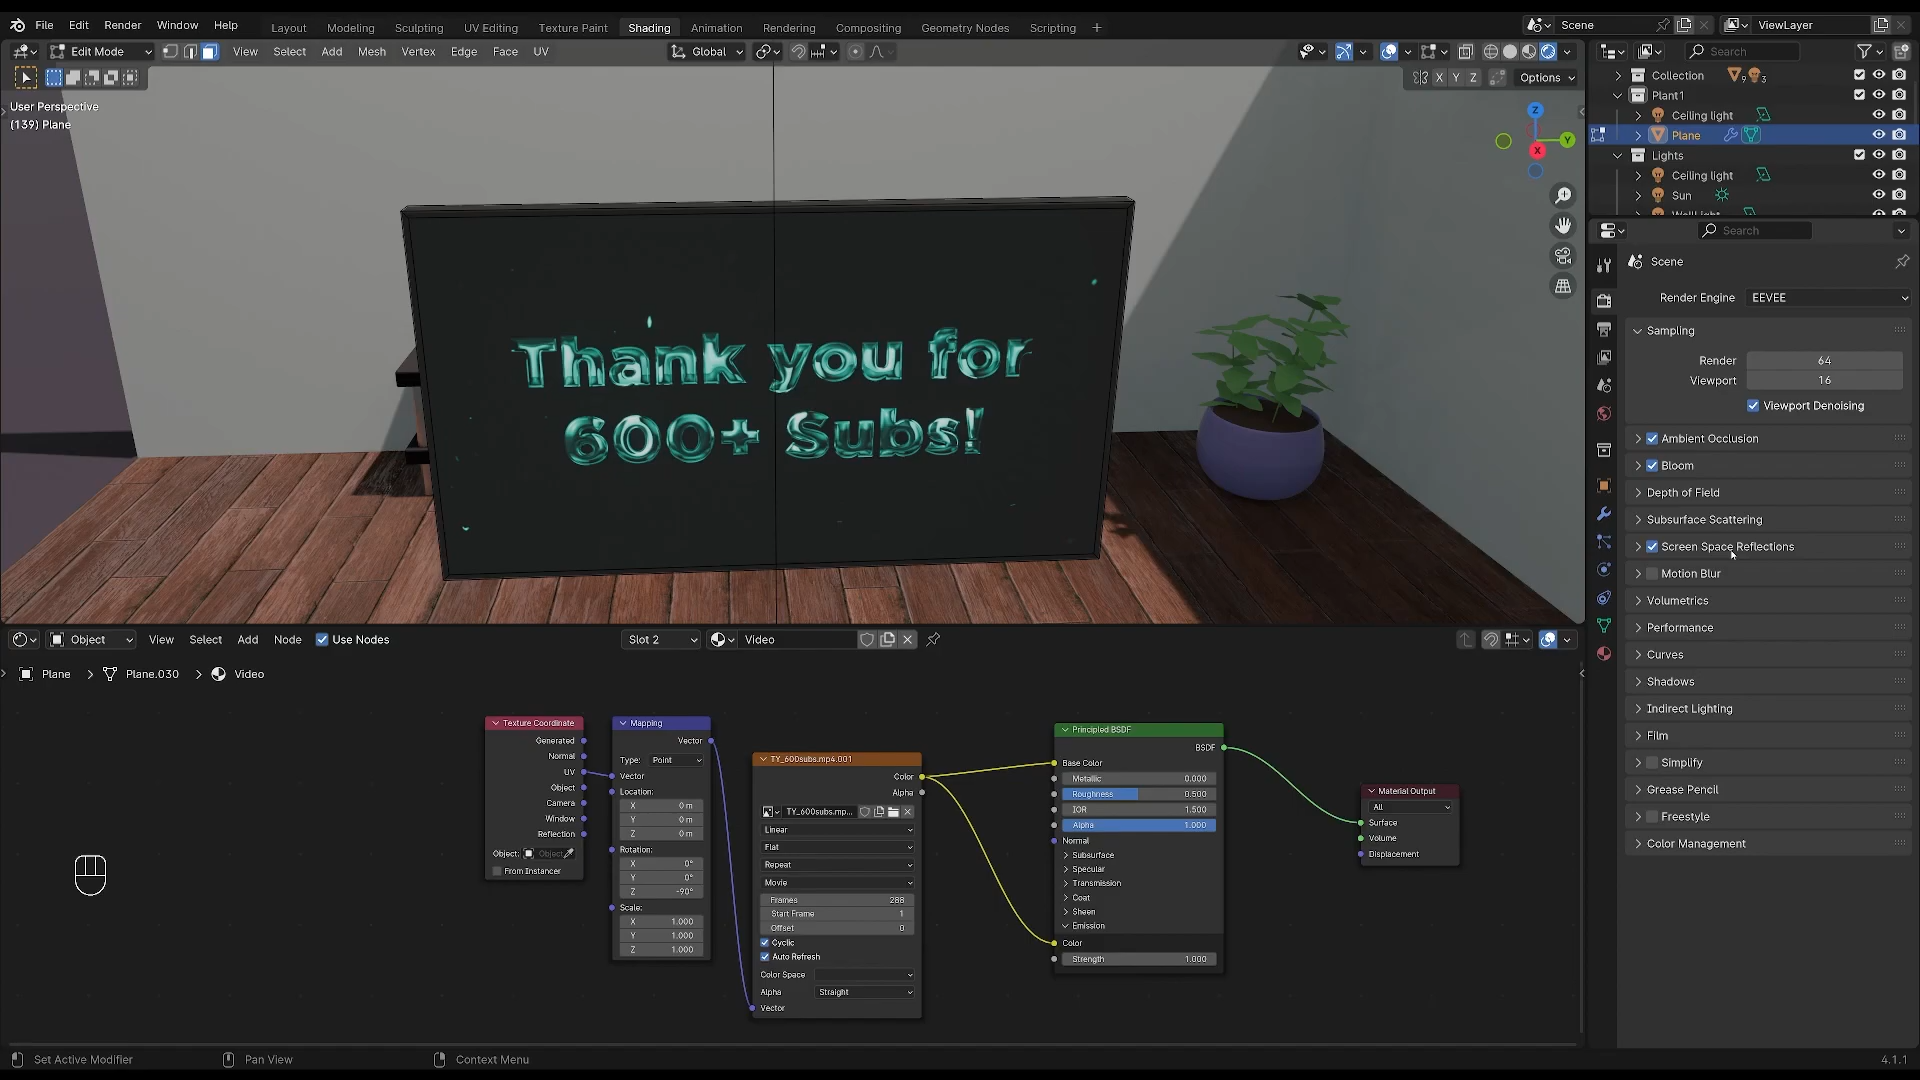 File Edit Render Window Help
Layout Modeling Sculpting UV Editing Texture Paint Shading Animation Rendering Compositing Geometry Nodes Scripting
Scene
ViewLayer
Edit Mode
View Select Add Mesh Vertex Edge Face UV
Global
Search
X Y Z Options
User Perspective
(139) Plane
Z
Y
X
Thank you for
600+ Subs!
Collection 9 3
Plant1
Ceiling light
Plane
Lights
Ceiling light
Sun
Search
Scene
Render Engine EEVEE
Sampling
Render 64
Viewport 16
Viewport Denoising
Ambient Occlusion
Bloom
Depth of Field
Subsurface Scattering
Screen Space Reflections
Motion Blur
Volumetrics
Performance
Curves
Shadows
Indirect Lighting
Film
Simplify
Grease Pencil
Freestyle
Color Management
Object View Select Add Node Use Nodes Slot 2 Video
Plane Plane.030 Video
Texture Coordinate
Generated
Normal
UV
Object
Camera
Window
Reflection
Object: Object
From Instancer
Mapping
Vector
Type: Point
Vector
Location:
X 0 m
Y 0 m
Z 0 m
Rotation:
X 0°
Y 0°
Z -90°
Scale:
X 1.000
Y 1.000
Z 1.000
TY_600subs.mp4.001
Color
Alpha
TY_600subs.mp...
Linear
Flat
Repeat
Movie
Frames 288
Start Frame 1
Offset 0
Cyclic
Auto Refresh
Color Space
Alpha Straight
Vector
Principled BSDF
BSDF
Base Color
Metallic 0.000
Roughness 0.500
IOR 1.500
Alpha 1.000
Normal
Subsurface
Specular
Transmission
Coat
Sheen
Emission
Color
Strength 1.000
Material Output
All
Surface
Volume
Displacement
Set Active Modifier
Pan View
Context Menu
4.1.1